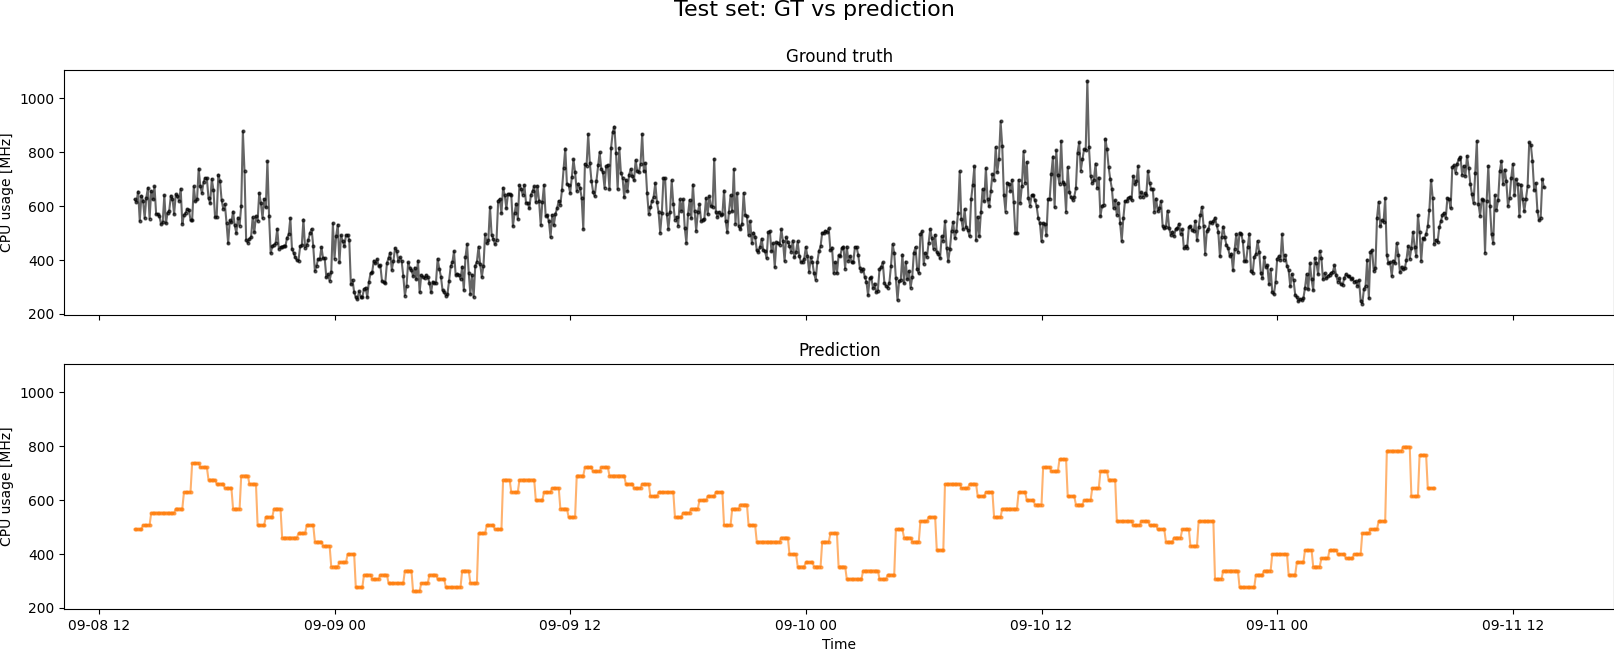 Test set: GT vs prediction
Ground truth
CPU usage [MHz]
1000
800
600
400
200
Prediction
CPU usage [MHz]
1000
800
600
400
200
09-08 12
09-09 00
09-09 12
09-10 00
09-10 12
09-11 00
09-11 12
Time